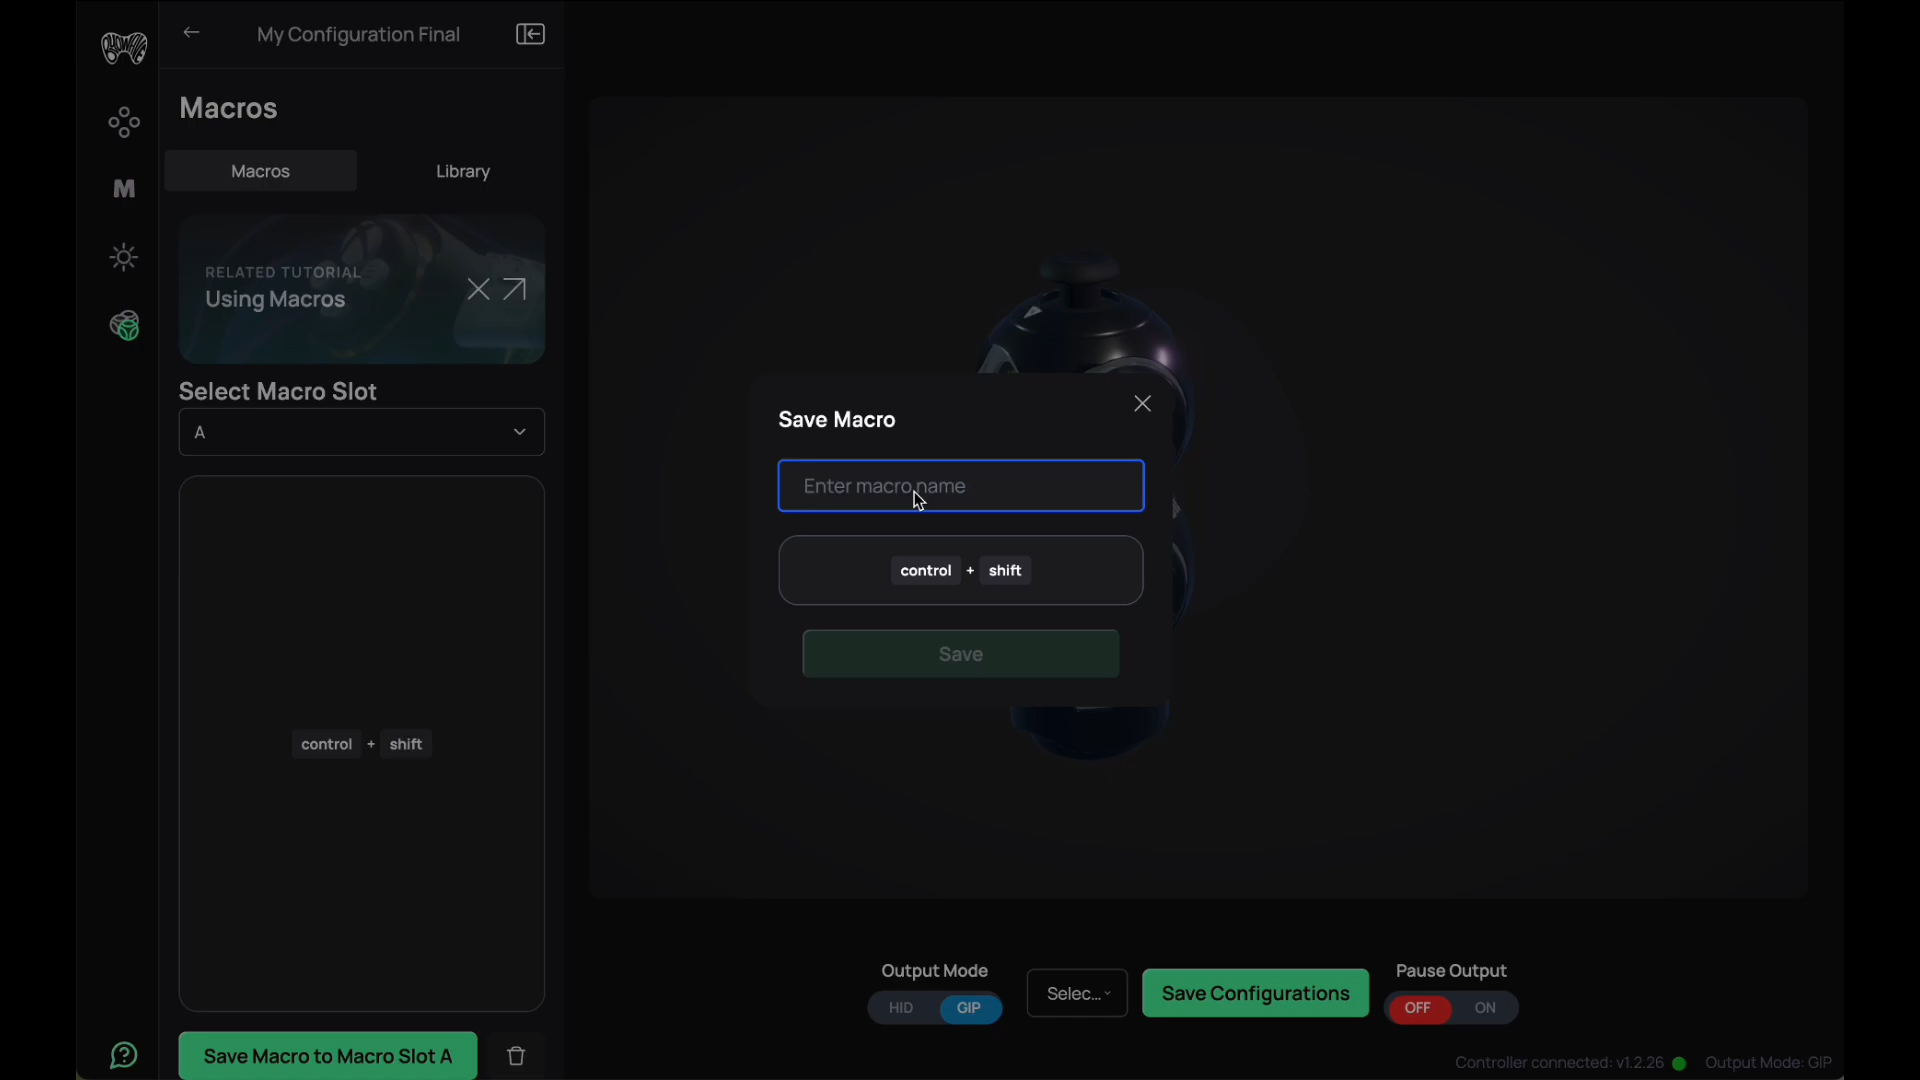 My Configuration Final
Macros
M
Macros
Library
RELATED TUTORIAL
Using Macros
Select Macro Slot
A
control + shift
Save Macro to Macro Slot A
Save Macro
Enter macro name
control + shift
Save
Output Mode
HID
GIP
Selec...
Save Configurations
Pause Output
OFF
ON
Controller connected: v1.2.26
Output Mode: GIP